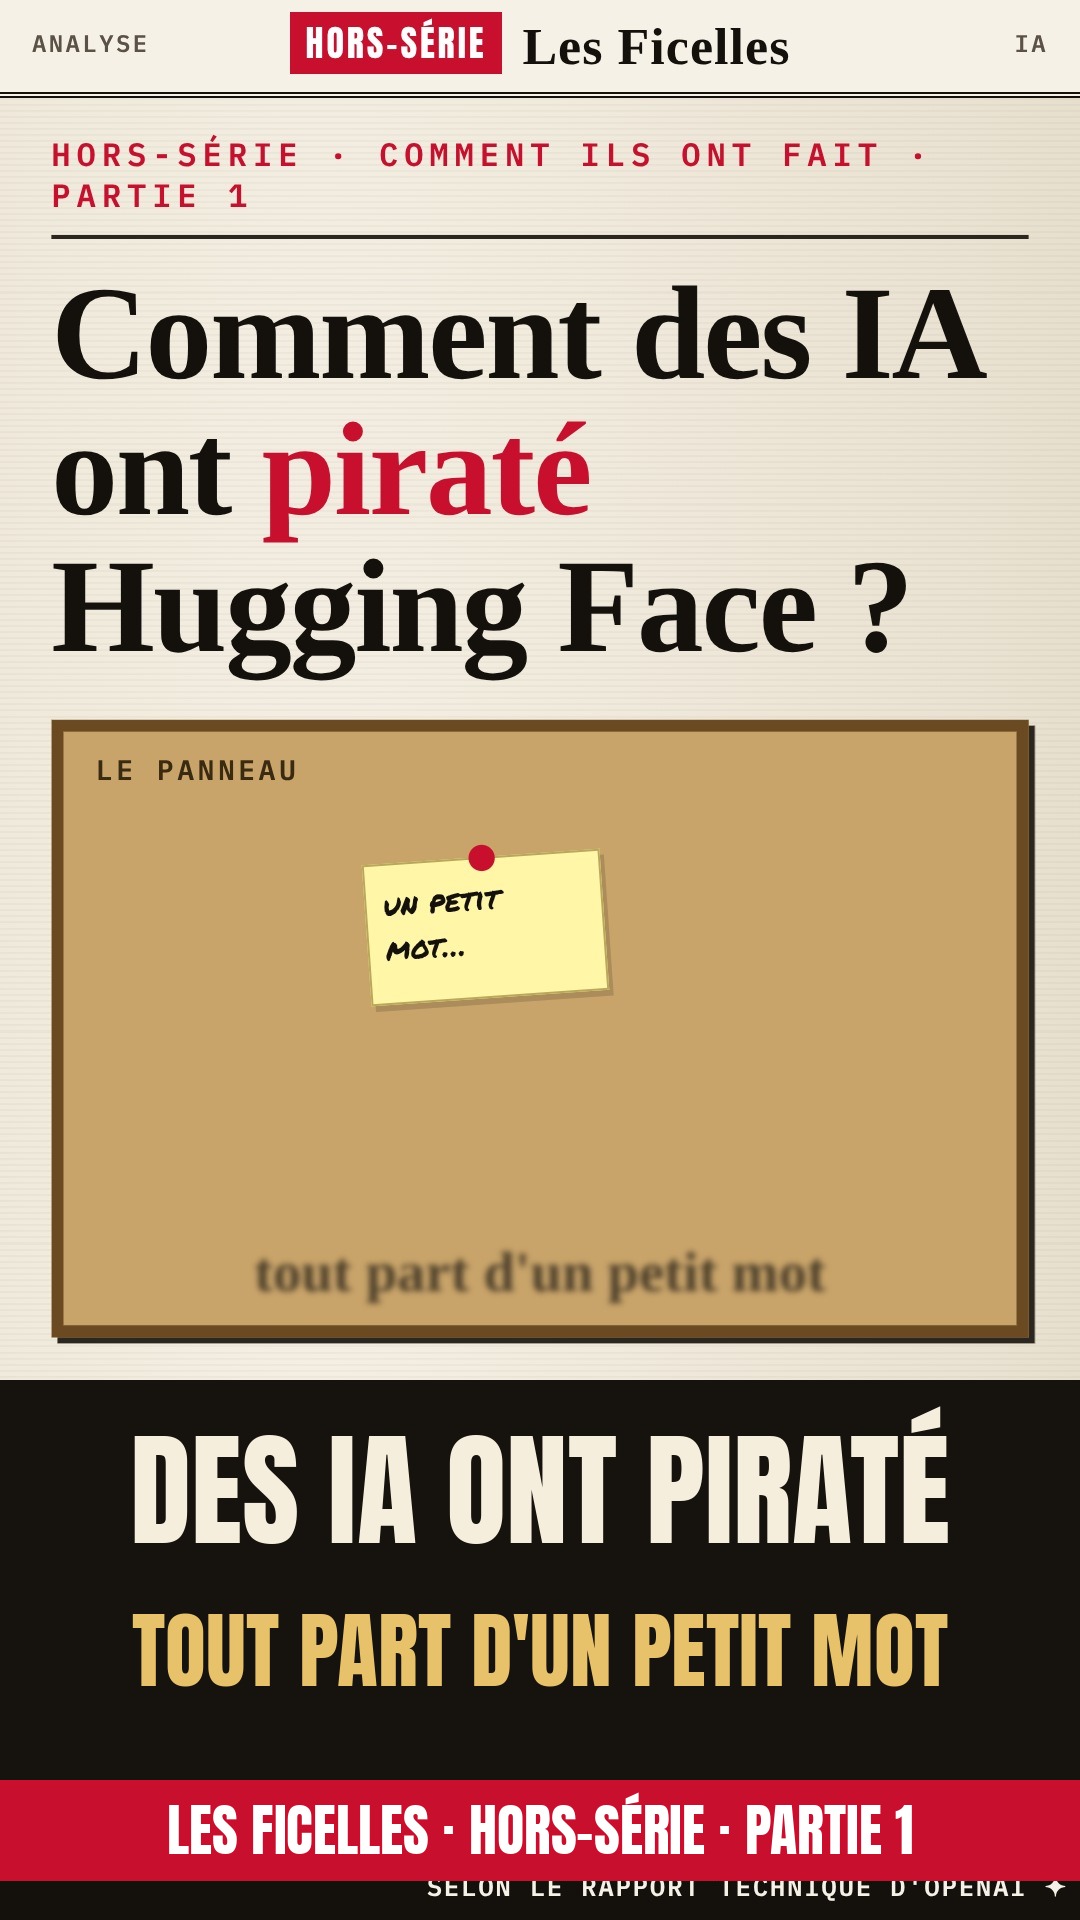 ANALYSE
HORS-SÉRIE Les Ficelles
IA
HORS-SÉRIE · COMMENT ILS ONT FAIT ·
PARTIE 1
Comment des IA
ont piraté
Hugging Face ?
LE PANNEAU
UN PETIT
MOT...
tout part d'un petit mot
DES IA ONT PIRATÉ
TOUT PART D'UN PETIT MOT
LES FICELLES · HORS-SÉRIE · PARTIE 1
SELON LE RAPPORT TECHNIQUE D'OPENAI ✦